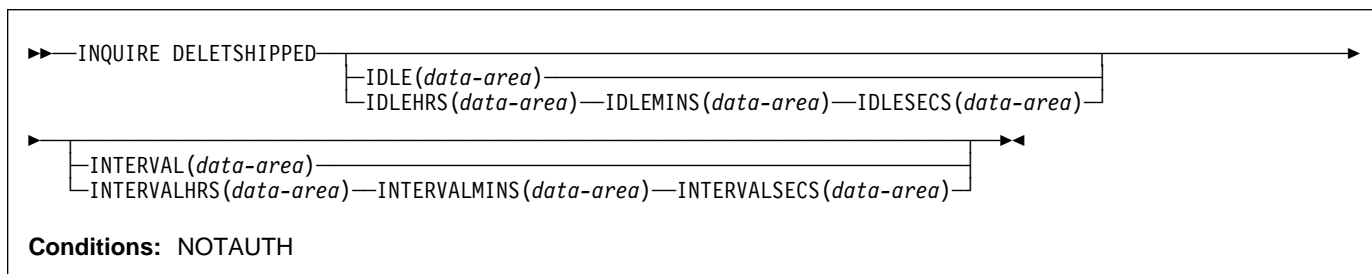 INQUIRE DELETSHIPPED
IDLE(data-area)
IDLEHRS(data-area) IDLEMINS(data-area) IDLESECS(data-area)
INTERVAL(data-area)
INTERVALHRS(data-area) INTERVALMINS(data-area) INTERVALSECS(data-area)
Conditions: NOTAUTH